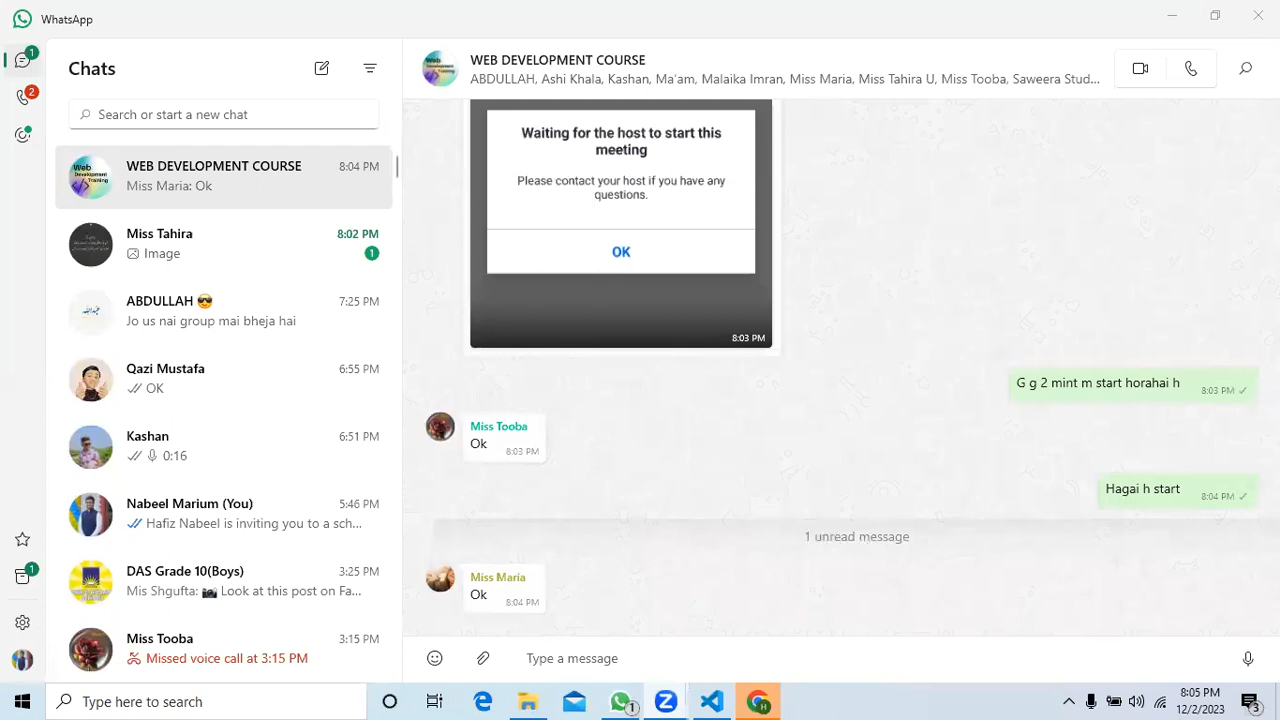 WhatsApp
1
2
Chats
Search or start a new chat
WEB DEVELOPMENT COURSE
8:04 PM
Miss Maria: Ok
Miss Tahira
8:02 PM
Image
1
ABDULLAH 😎
7:25 PM
Jo us nai group mai bheja hai
Qazi Mustafa
6:55 PM
OK
Kashan
6:51 PM
0:16
Nabeel Marium (You)
5:46 PM
Hafiz Nabeel is inviting you to a sch...
DAS Grade 10(Boys)
3:25 PM
Mis Shgufta: 📷 Look at this post on Fa...
Miss Tooba
3:15 PM
Missed voice call at 3:15 PM
1
WEB DEVELOPMENT COURSE
ABDULLAH, Ashi Khala, Kashan, Ma'am, Malaika Imran, Miss Maria, Miss Tahira U, Miss Tooba, Saweera Stud...
Waiting for the host to start this
meeting
Please contact your host if you have any
questions.
OK
8:03 PM
G g 2 mint m start horahai h
8:03 PM
Miss Tooba
Ok
8:03 PM
Hagai h start
8:04 PM
1 unread message
Miss Maria
Ok
8:04 PM
Type a message
Type here to search
1
8:05 PM
12/2/2023
3